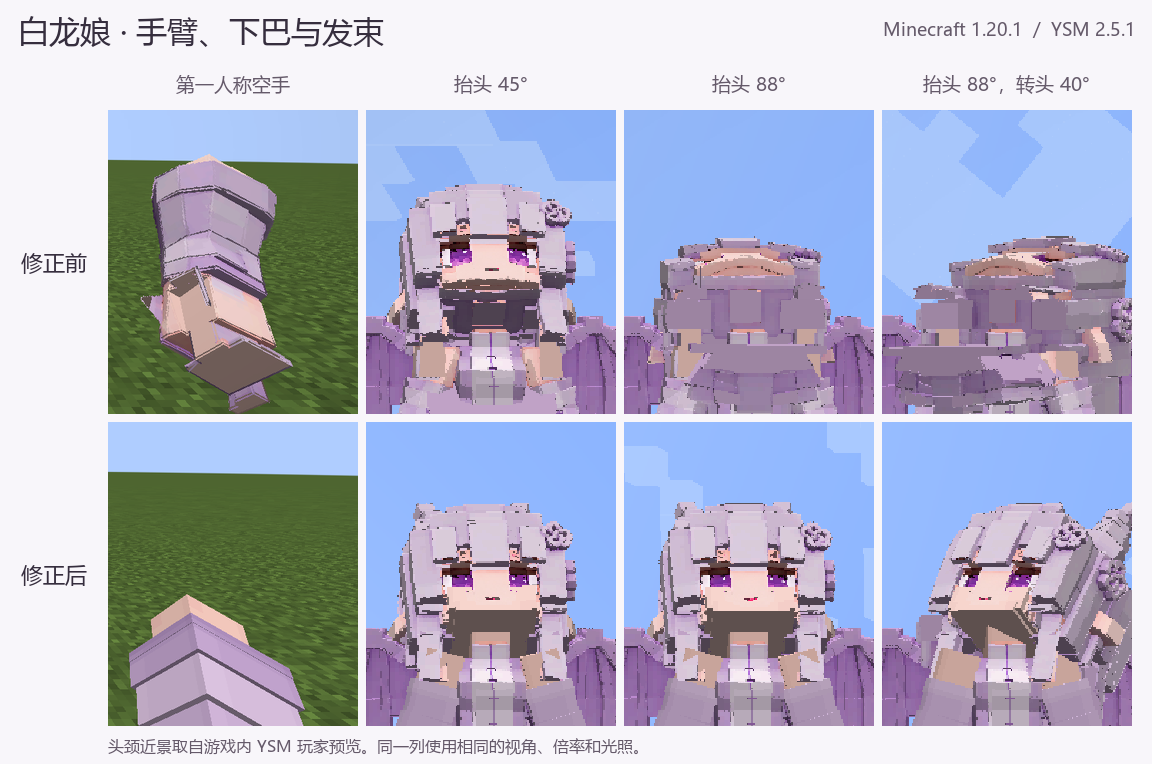 白龙娘 · 手臂、下巴与发束
Minecraft 1.20.1 / YSM 2.5.1
第一人称空手
抬头 45°
抬头 88°
抬头 88°，转头 40°
修正前
修正后
头颈近景取自游戏内 YSM 玩家预览。同一列使用相同的视角、倍率和光照。